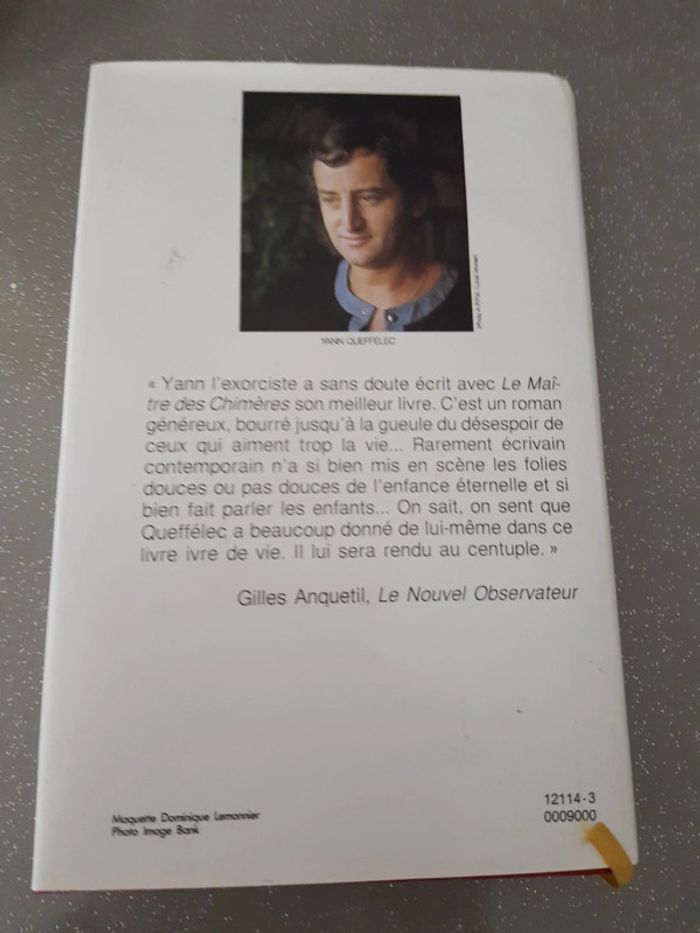 YANN QUEFFÉLEC
« Yann l'exorciste a sans doute écrit avec Le Maî-
tre des Chimères son meilleur livre. C'est un roman
généreux, bourré jusqu'à la gueule du désespoir de
ceux qui aiment trop la vie... Rarement écrivain
contemporain n'a si bien mis en scène les folies
douces ou pas douces de l'enfance éternelle et si
bien fait parler les enfants... On sait, on sent que
Queffélec a beaucoup donné de lui-même dans ce
livre ivre de vie. Il lui sera rendu au centuple. »
Gilles Anquetil, Le Nouvel Observateur
Maquette Dominique Lemonnier
Photo Image Bank
12114-3
0009000